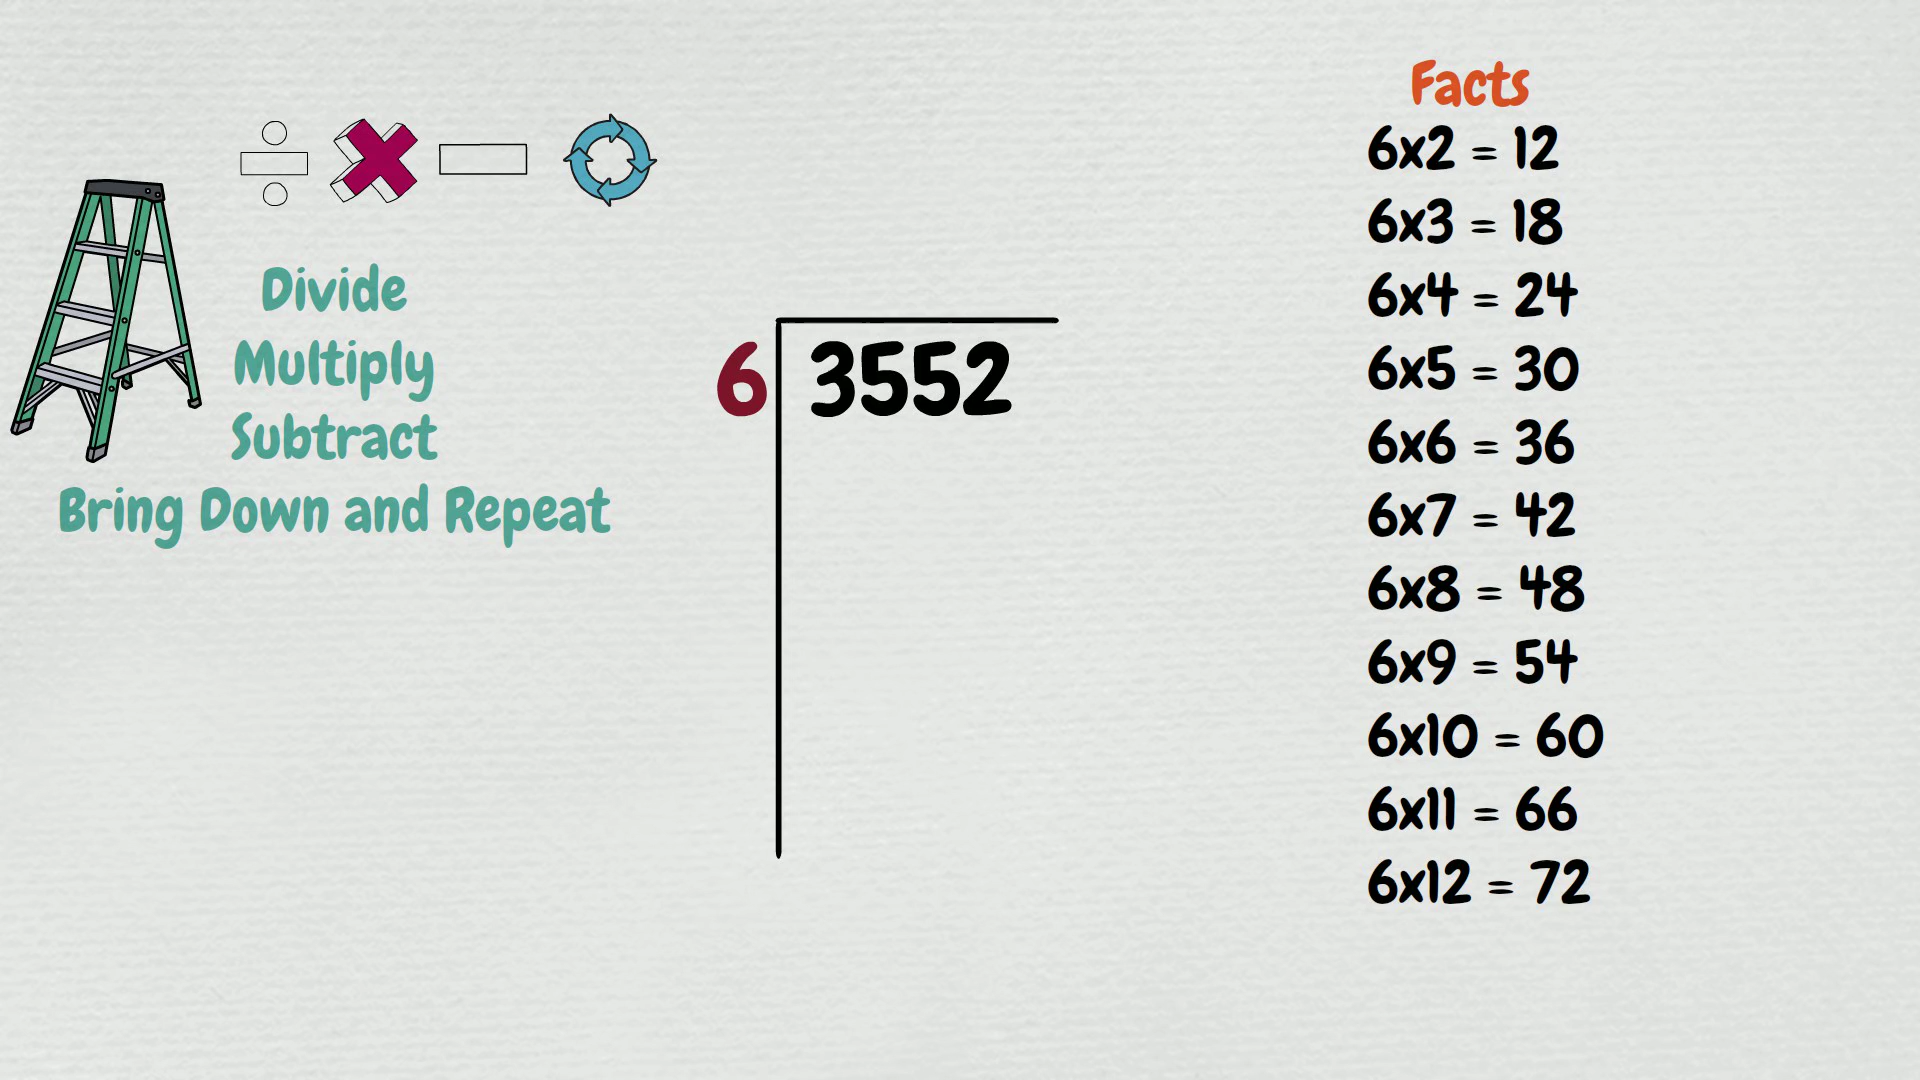 Divide
Multiply
Subtract
Bring Down and Repeat
6 3552
Facts
6x2 = 12
6x3 = 18
6x4 = 24
6x5 = 30
6x6 = 36
6x7 = 42
6x8 = 48
6x9 = 54
6x10 = 60
6x11 = 66
6x12 = 72